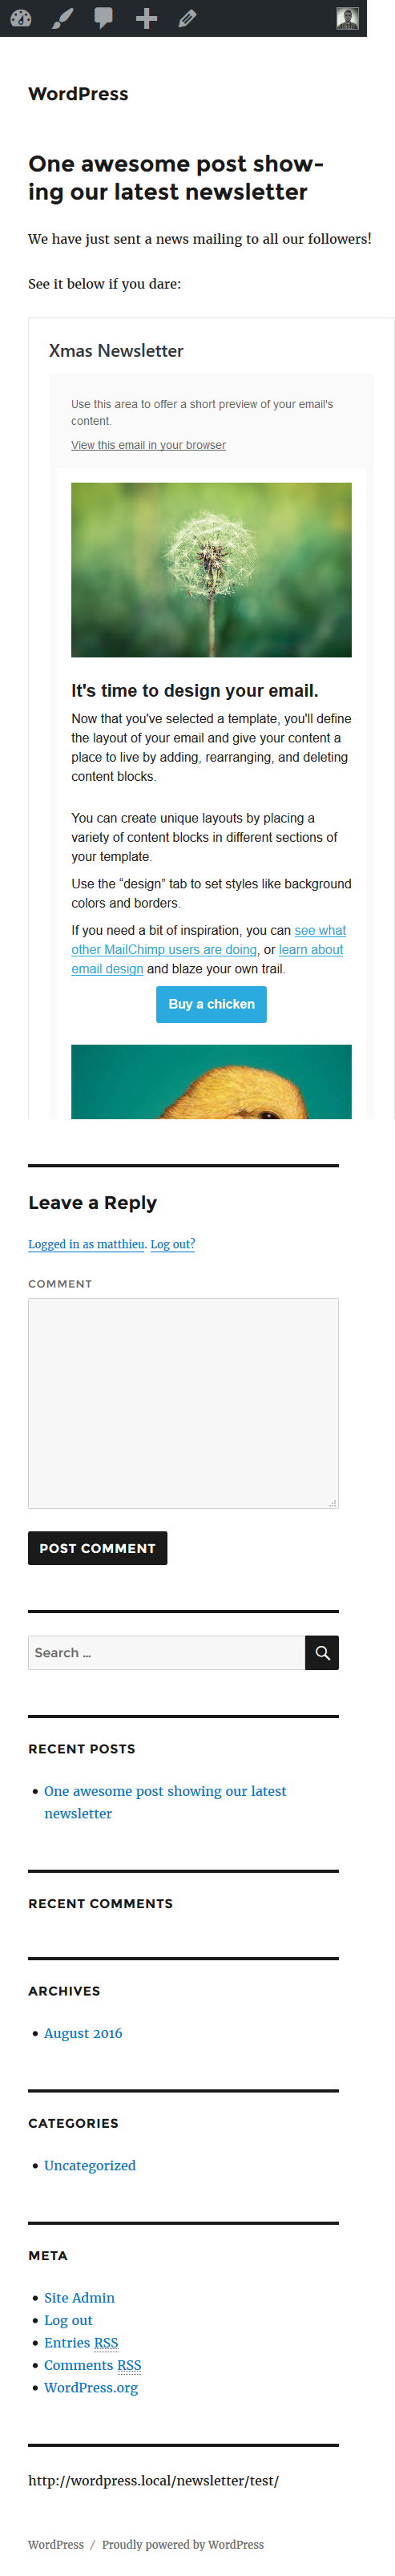 WordPress
One awesome post show-
ing our latest newsletter
We have just sent a news mailing to all our followers!
See it below if you dare:
Xmas Newsletter
Use this area to offer a short preview of your email's
content.
View this email in your browser
It's time to design your email.
Now that you've selected a template, you'll define
the layout of your email and give your content a
place to live by adding, rearranging, and deleting
content blocks.
You can create unique layouts by placing a
variety of content blocks in different sections of
your template.
Use the “design” tab to set styles like background
colors and borders.
If you need a bit of inspiration, you can see what
other MailChimp users are doing, or learn about
email design and blaze your own trail.
Buy a chicken
Leave a Reply
Logged in as matthieu. Log out?
COMMENT
POST COMMENT
Search ...
RECENT POSTS
One awesome post showing our latest
newsletter
RECENT COMMENTS
ARCHIVES
August 2016
CATEGORIES
Uncategorized
META
Site Admin
Log out
Entries RSS
Comments RSS
WordPress.org
http://wordpress.local/newsletter/test/
WordPress / Proudly powered by WordPress